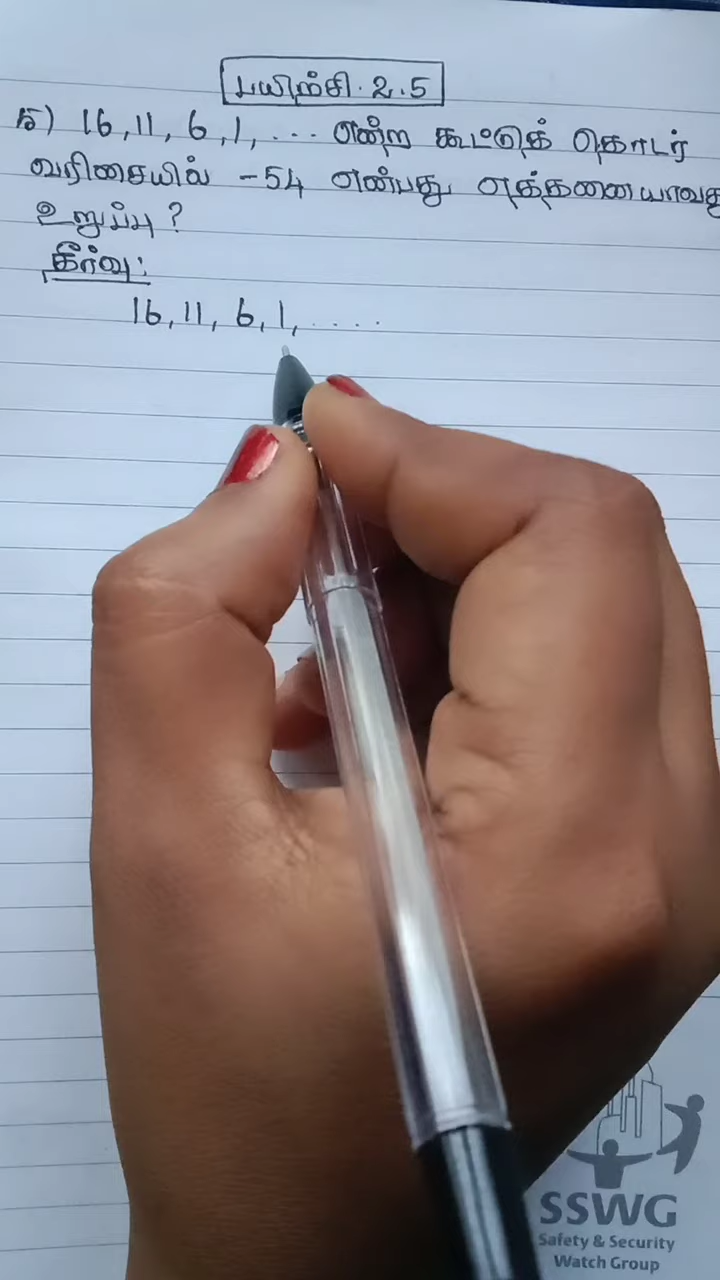 பயிற்சி. 2.5
5) 16, 11, 6, 1, ... என்ற கூட்டுத் தொடர்
வரிசையில் -54 என்பது எத்தனையாவது
உறுப்பு?
தீர்வு:
16, 11, 6, 1, ....
SSWG
Safety & Security
Watch Group